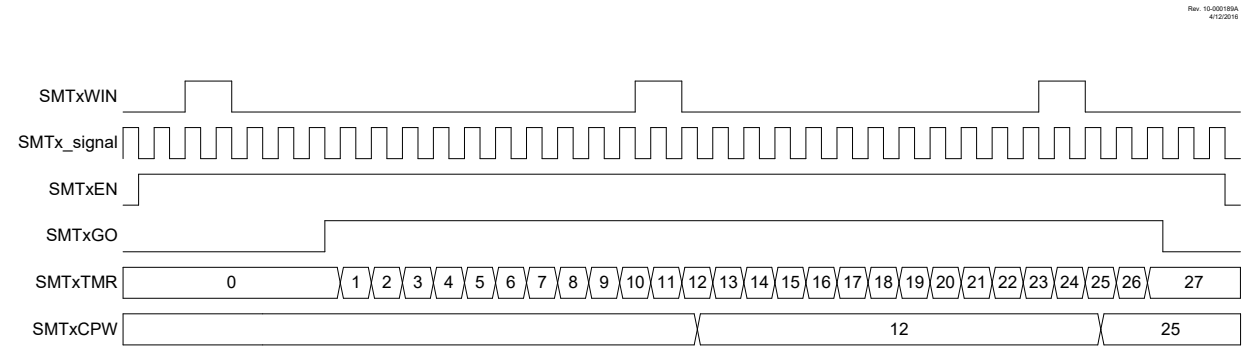 Rev. 10-000189A
4/12/2016
SMTxWIN
SMTx_signal
SMTxEN
SMTxGO
SMTxTMR 0 1 2 3 4 5 6 7 8 9 10 11 12 13 14 15 16 17 18 19 20 21 22 23 24 25 26 27
SMTxCPW 12 25